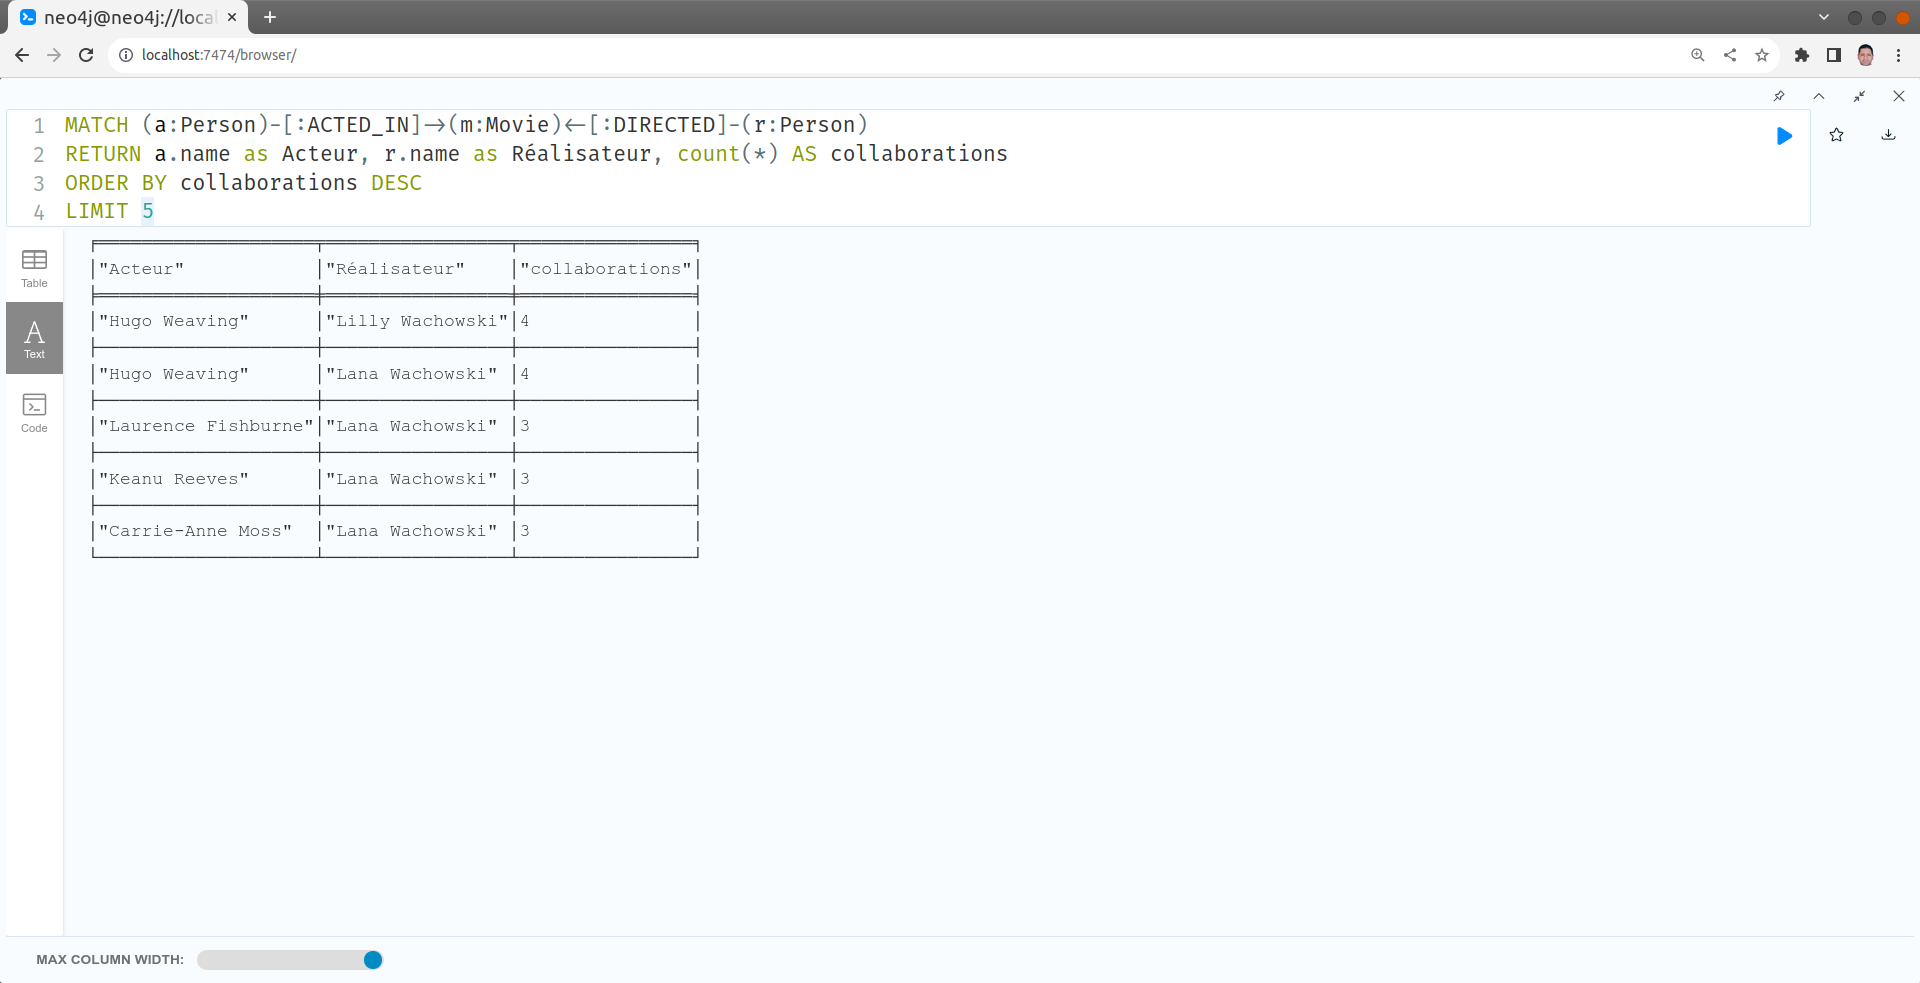 neo4j@neo4j://local
localhost:7474/browser/
1 MATCH (a:Person)-[:ACTED_IN]->(m:Movie)<-[:DIRECTED]-(r:Person)
2 RETURN a.name as Acteur, r.name as Réalisateur, count(*) AS collaborations
3 ORDER BY collaborations DESC
4 LIMIT 5
Table
Text
Code
"Acteur" "Réalisateur" "collaborations"
"Hugo Weaving" "Lilly Wachowski" 4
"Hugo Weaving" "Lana Wachowski" 4
"Laurence Fishburne" "Lana Wachowski" 3
"Keanu Reeves" "Lana Wachowski" 3
"Carrie-Anne Moss" "Lana Wachowski" 3
MAX COLUMN WIDTH: